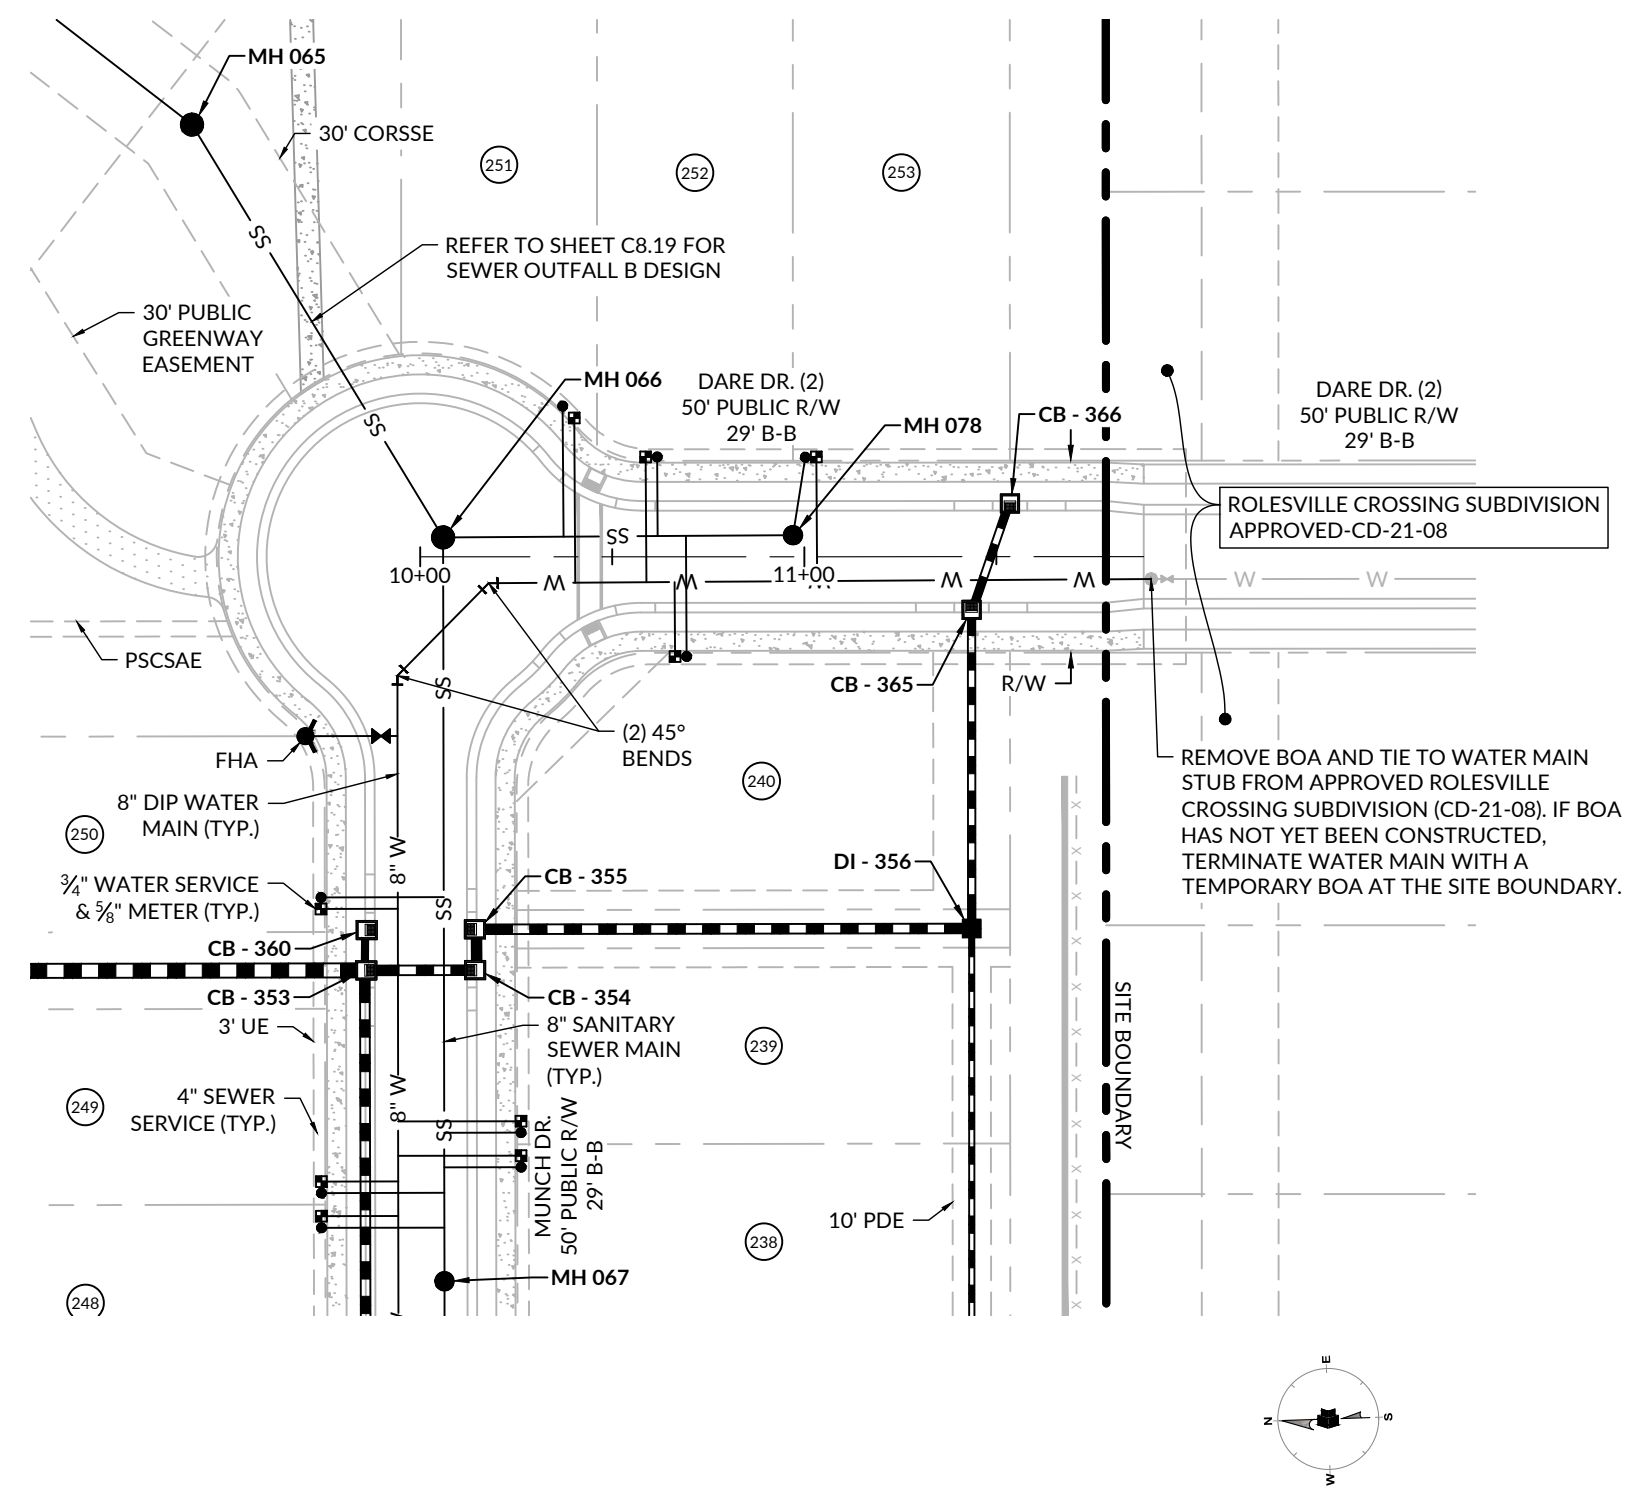 MH 065
30' CORSSE
251
252
253
SS
REFER TO SHEET C8.19 FOR
SEWER OUTFALL B DESIGN
30' PUBLIC
GREENWAY
EASEMENT
MH 066
DARE DR. (2)
50' PUBLIC R/W
29' B-B
CB - 366
DARE DR. (2)
50' PUBLIC R/W
29' B-B
SS
MH 078
ROLESVILLE CROSSING SUBDIVISION
APPROVED-CD-21-08
SS
10+00
11+00
W
W
W
W
W
W
W
PSCSAE
SS
CB - 365
R/W
(2) 45°
BENDS
FHA
REMOVE BOA AND TIE TO WATER MAIN
STUB FROM APPROVED ROLESVILLE
CROSSING SUBDIVISION (CD-21-08). IF BOA
HAS NOT YET BEEN CONSTRUCTED,
TERMINATE WATER MAIN WITH A
TEMPORARY BOA AT THE SITE BOUNDARY.
8" DIP WATER
MAIN (TYP.)
240
250
8" W
DI - 356
¾" WATER SERVICE
& ⅝" METER (TYP.)
CB - 355
SS
CB - 360
CB - 353
CB - 354
3' UE
8" SANITARY
SEWER MAIN
(TYP.)
239
SITE BOUNDARY
4" SEWER
SERVICE (TYP.)
249
8" W
SS
MUNCH DR.
50' PUBLIC R/W
29' B-B
10' PDE
238
MH 067
248
E
N
S
W